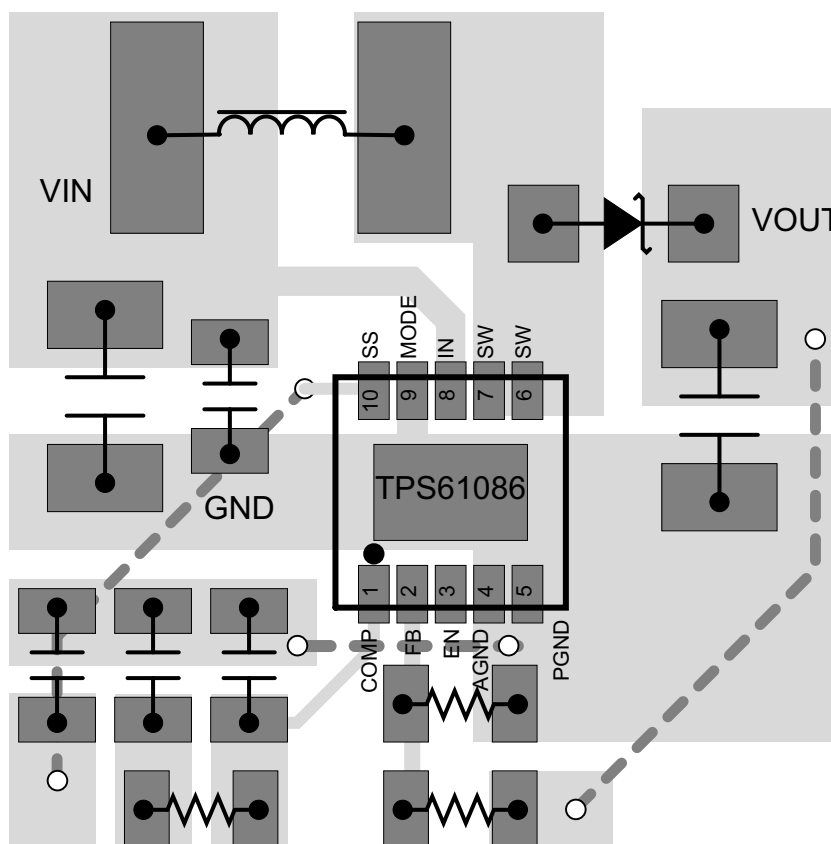 VIN
VOUT
SS
MODE
IN
SW
SW
10
9
8
7
6
TPS61086
GND
1
2
3
4
5
COMP
FB
EN
AGND
PGND